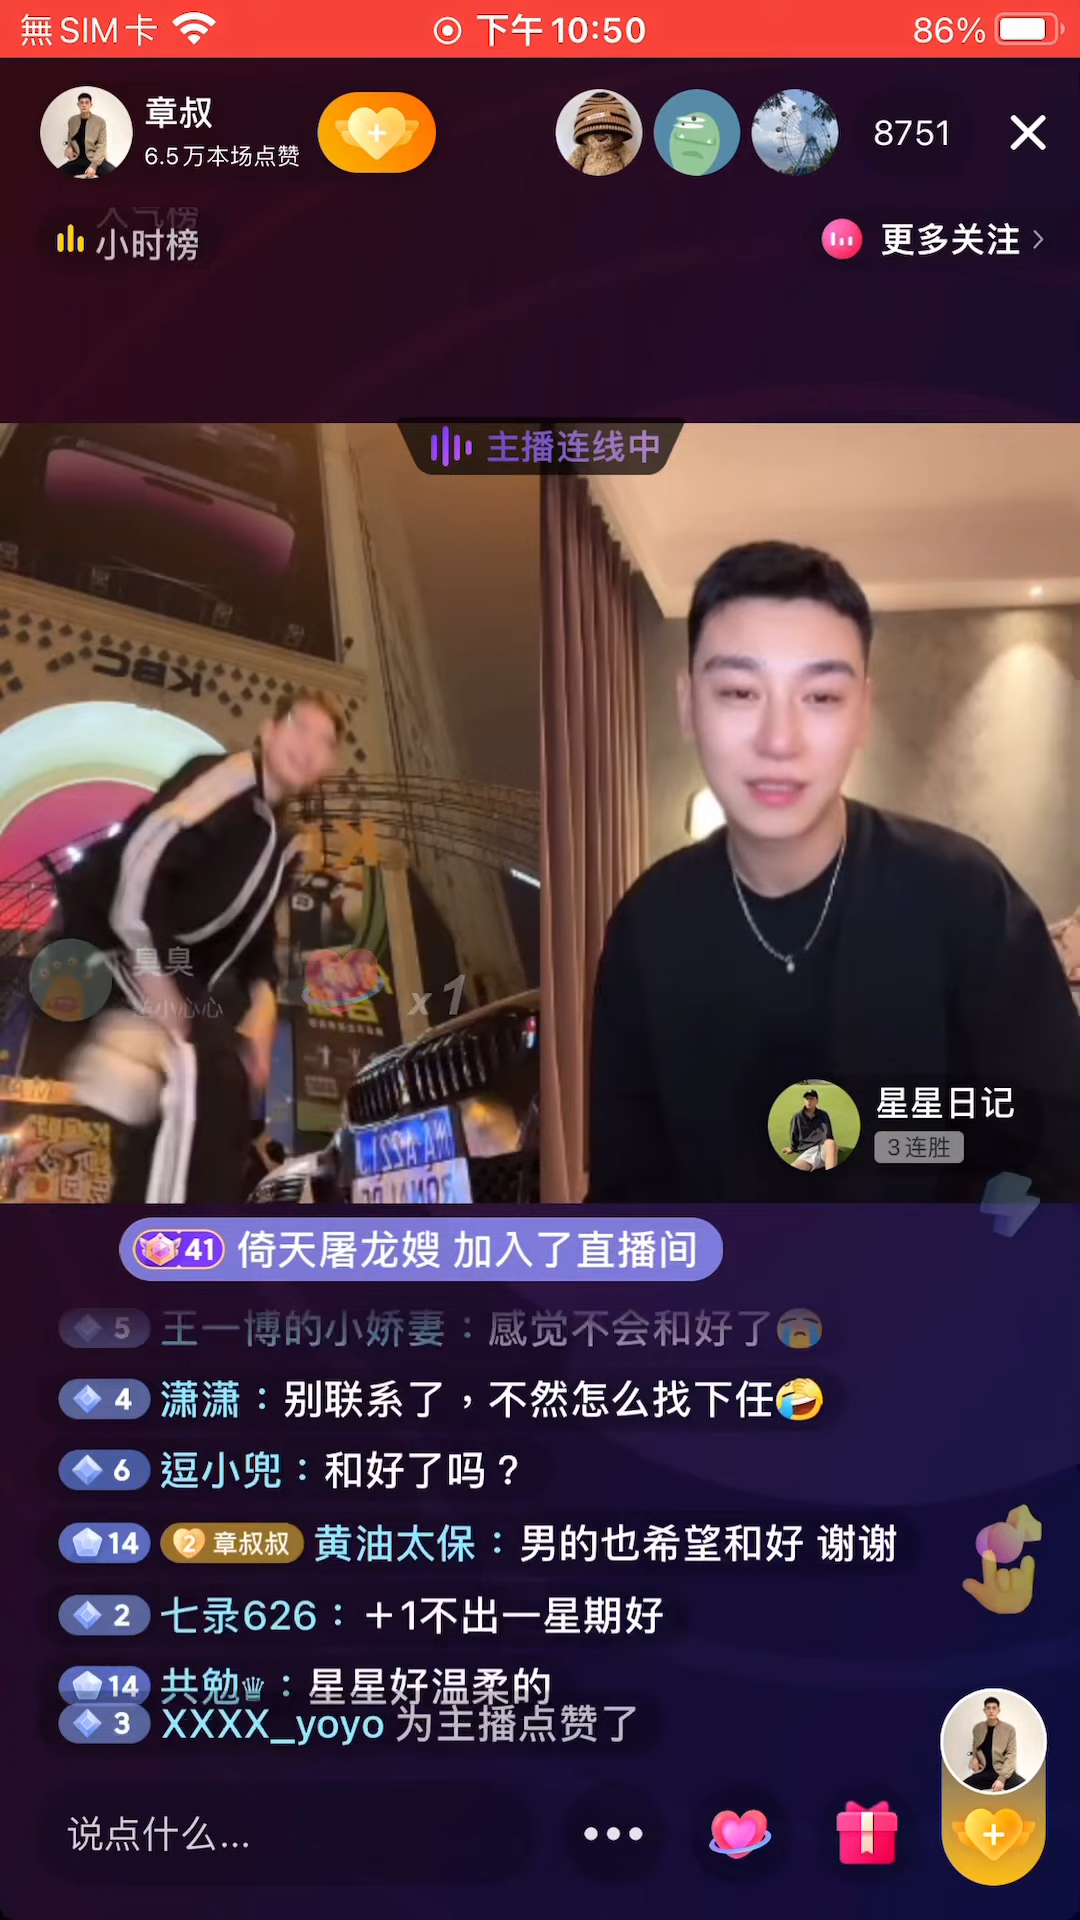 無SIM卡
下午10:50
86%
章叔
6.5万本场点赞
8751
小时榜
更多关注
主播连线中
KBC
臭臭
送小心心
x1
星星日记
3连胜
41 倚天屠龙嫂 加入了直播间
5 王一博的小娇妻：感觉不会和好了😭
4 潇潇：别联系了，不然怎么找下任🤣
6 逗小兜：和好了吗？
14 2 章叔叔 黄油太保：男的也希望和好 谢谢
2 七录626：＋1不出一星期好
14 共勉♛：星星好温柔的
3 XXXX_yoyo 为主播点赞了
说点什么...